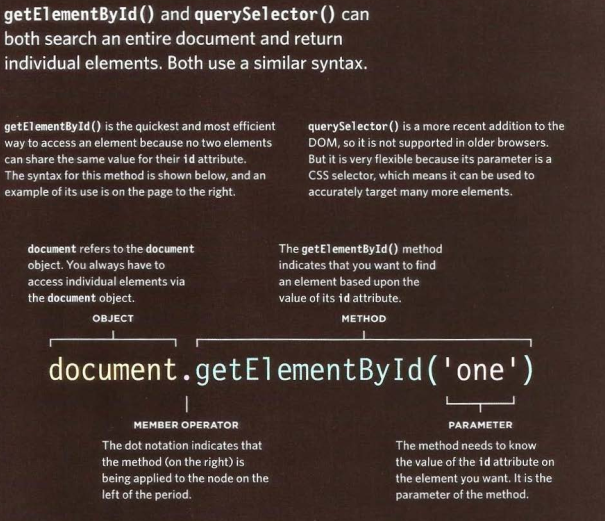 getElementById() and querySelector() can
both search an entire document and return
individual elements. Both use a similar syntax.
getElementById() is the quickest and most efficient
way to access an element because no two elements
can share the same value for their id attribute.
The syntax for this method is shown below, and an
example of its use is on the page to the right.
querySelector() is a more recent addition to the
DOM, so it is not supported in older browsers.
But it is very flexible because its parameter is a
CSS selector, which means it can be used to
accurately target many more elements.
document refers to the document
object. You always have to
access individual elements via
the document object.
The getElementById() method
indicates that you want to find
an element based upon the
value of its id attribute.
OBJECT
METHOD
document.getElementById('one')
MEMBER OPERATOR
The dot notation indicates that
the method (on the right) is
being applied to the node on the
left of the period.
PARAMETER
The method needs to know
the value of the id attribute on
the element you want. It is the
parameter of the method.